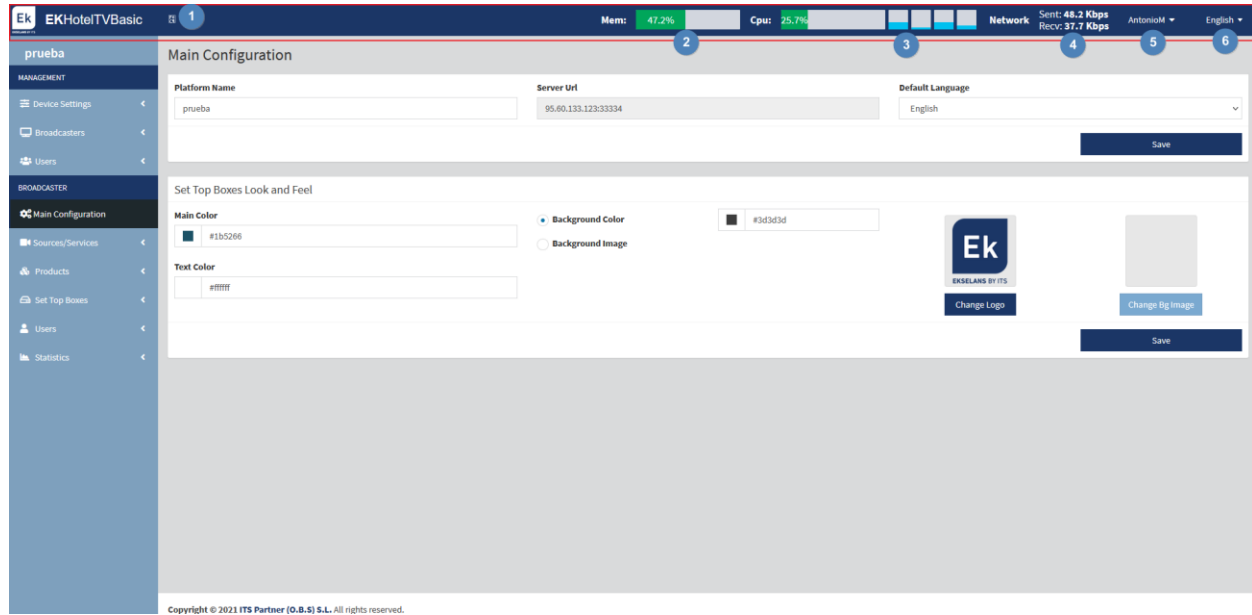 Ek EKHotelTVBasic 1 Mem: 47.2% Cpu: 25.7% Network Sent: 48.2 Kbps AntonioM English
EKSELANS BY ITS Recv: 37.7 Kbps
2 3 4 5 6
prueba Main Configuration
MANAGEMENT
Platform Name Server Url Default Language
Device Settings prueba 95.60.133.123:33334 English
Broadcasters
Save
Users
BROADCASTER Set Top Boxes Look and Feel
Main Configuration Main Color Background Color #3d3d3d
#1b5266
Sources/Services Background Image
Ek
Products Text Color
#ffffff EKSELANS BY ITS
Set Top Boxes Change Logo Change Bg Image
Users
Save
Statistics
Copyright © 2021 ITS Partner (O.B.S) S.L. All rights reserved.